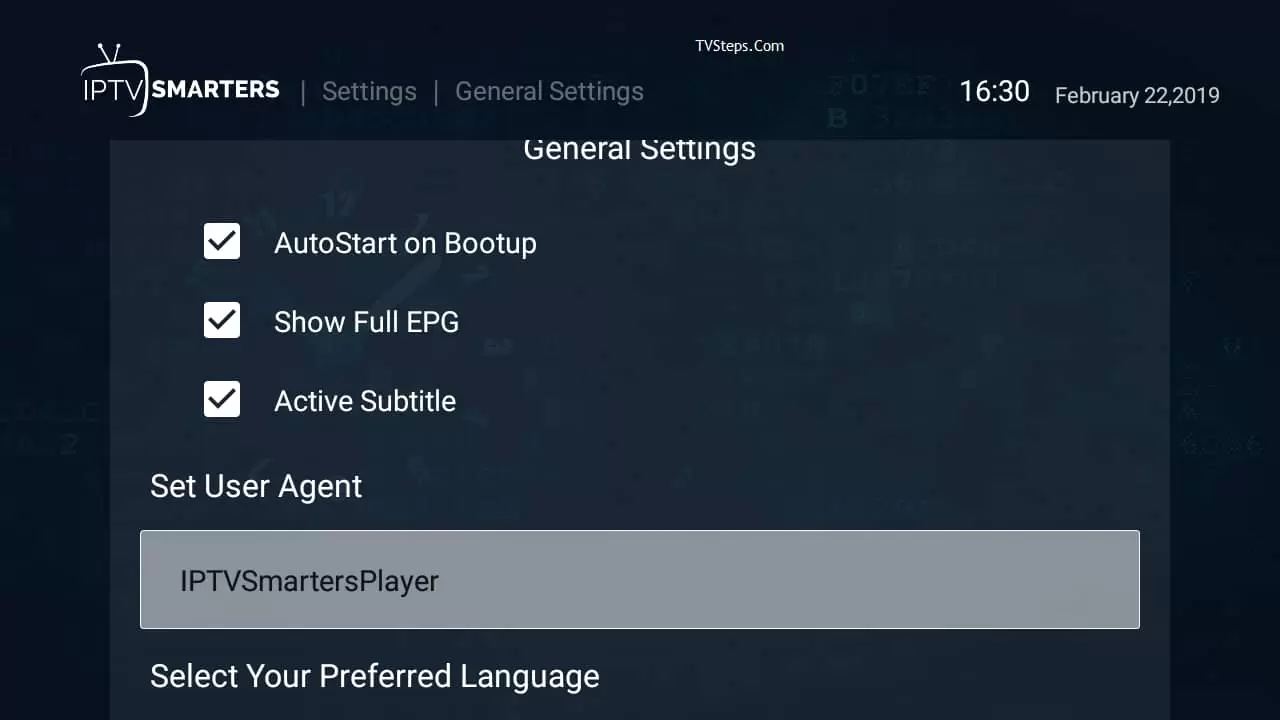 TVSteps.Com
IPTV SMARTERS | Settings | General Settings 16:30 February 22,2019
General Settings
AutoStart on Bootup
Show Full EPG
Active Subtitle
Set User Agent
IPTVSmartersPlayer
Select Your Preferred Language